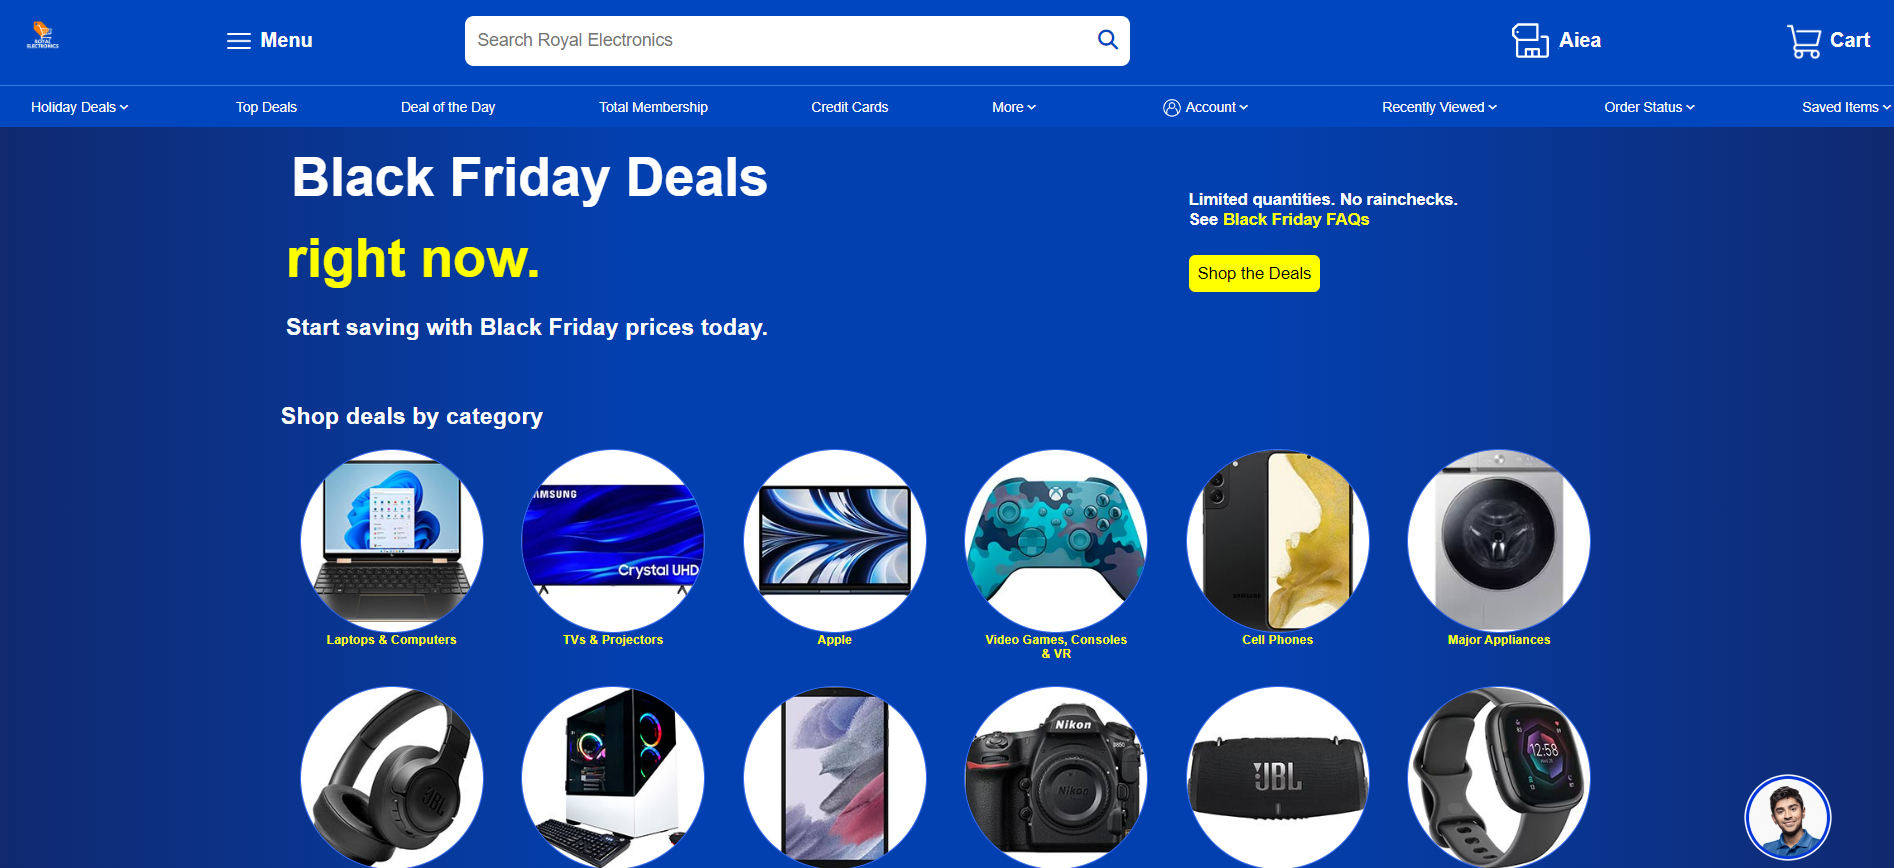 ROYAL
ELECTRONICS
Menu
Search Royal Electronics
Aiea
Cart
Holiday Deals
Top Deals
Deal of the Day
Total Membership
Credit Cards
More
Account
Recently Viewed
Order Status
Saved Items
Black Friday Deals
right now.
Start saving with Black Friday prices today.
Limited quantities. No rainchecks.
See Black Friday FAQs
Shop the Deals
Shop deals by category
AMSUNG
Crystal UHD
X
Y
A
B
SAMSUNG
Laptops & Computers
TVs & Projectors
Apple
Video Games, Consoles
& VR
Cell Phones
Major Appliances
JBL
Nikon
D850
Nikon
JBL
12:58